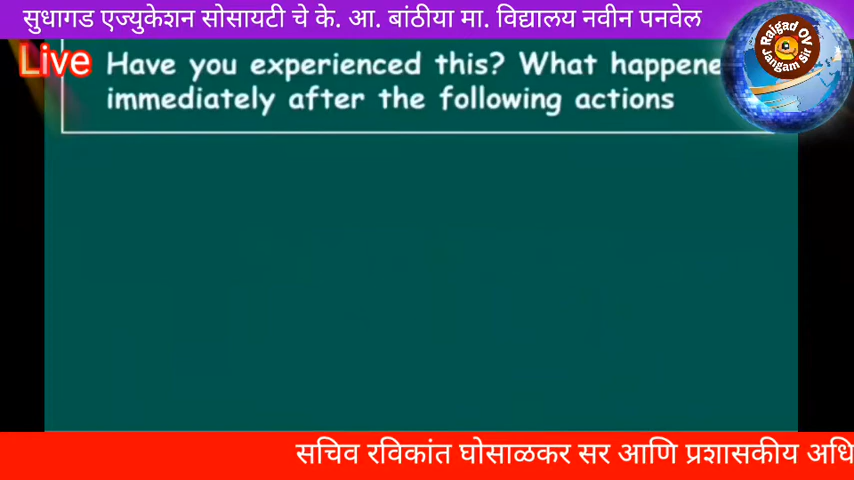 सुधागड एज्युकेशन सोसायटी चे के. आ. बांठीया मा. विद्यालय नवीन पनवेल
Live
Have you experienced this? What happene
immediately after the following actions
Raigad OV
Jangam Sir
सचिव रविकांत घोसाळकर सर आणि प्रशासकीय अधि